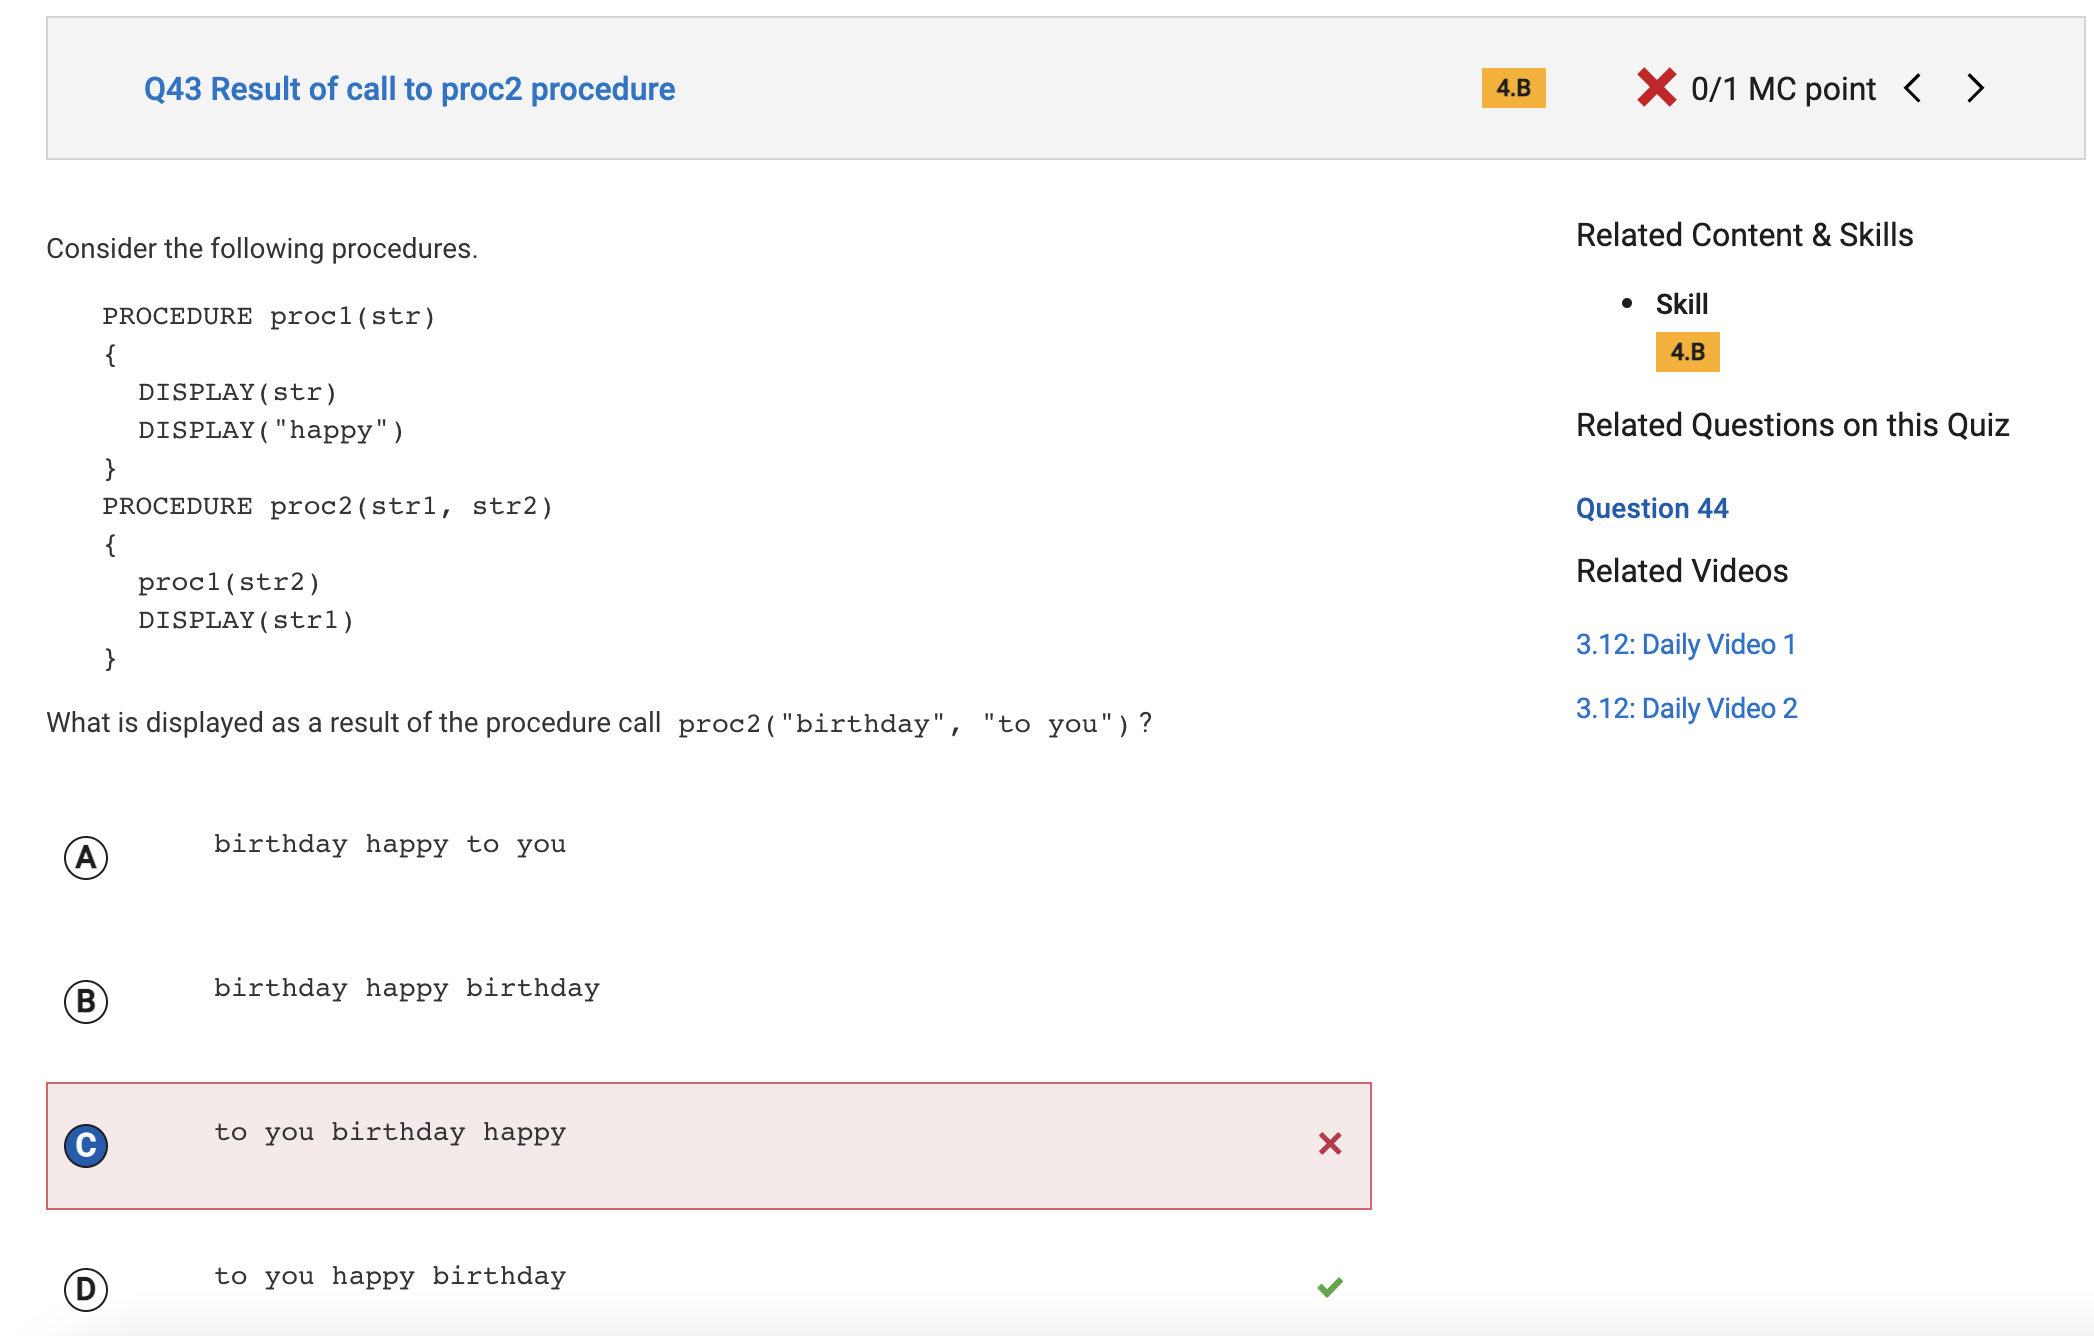 Q43 Result of call to proc2 procedure 4.B 0/1 MC point
Consider the following procedures.
PROCEDURE proc1(str)
{
DISPLAY(str)
DISPLAY("happy")
}
PROCEDURE proc2(str1, str2)
{
proc1(str2)
DISPLAY(str1)
}
What is displayed as a result of the procedure call proc2("birthday", "to you")?
A birthday happy to you
B birthday happy birthday
C to you birthday happy
D to you happy birthday
Related Content & Skills
• Skill
4.B
Related Questions on this Quiz
Question 44
Related Videos
3.12: Daily Video 1
3.12: Daily Video 2